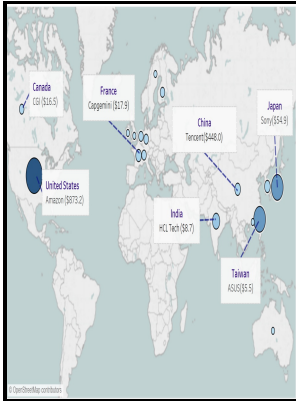 Canada
CGI ($16.5)
France
Capgemini ($17.9)
China
Tencent($448.0)
Japan
Sony($54.9)
United States
Amazon ($873.2)
India
HCL Tech ($8.7)
Taiwan
ASUS($5.5)
© OpenStreetMap contributors